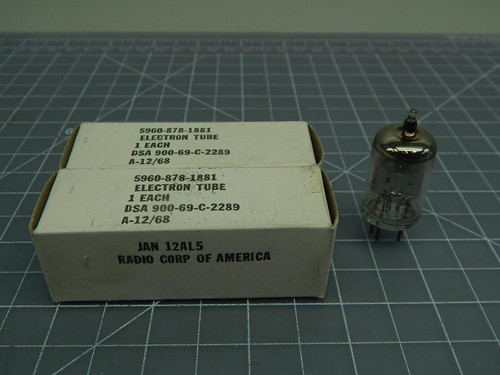 5960-878-1881
ELECTRON TUBE
1 EACH
DSA 900-69-C-2289
A-12/68
5960-878-1881
ELECTRON TUBE
1 EACH
DSA 900-69-C-2289
A-12/68
JAN 12AL5
RADIO CORP OF AMERICA